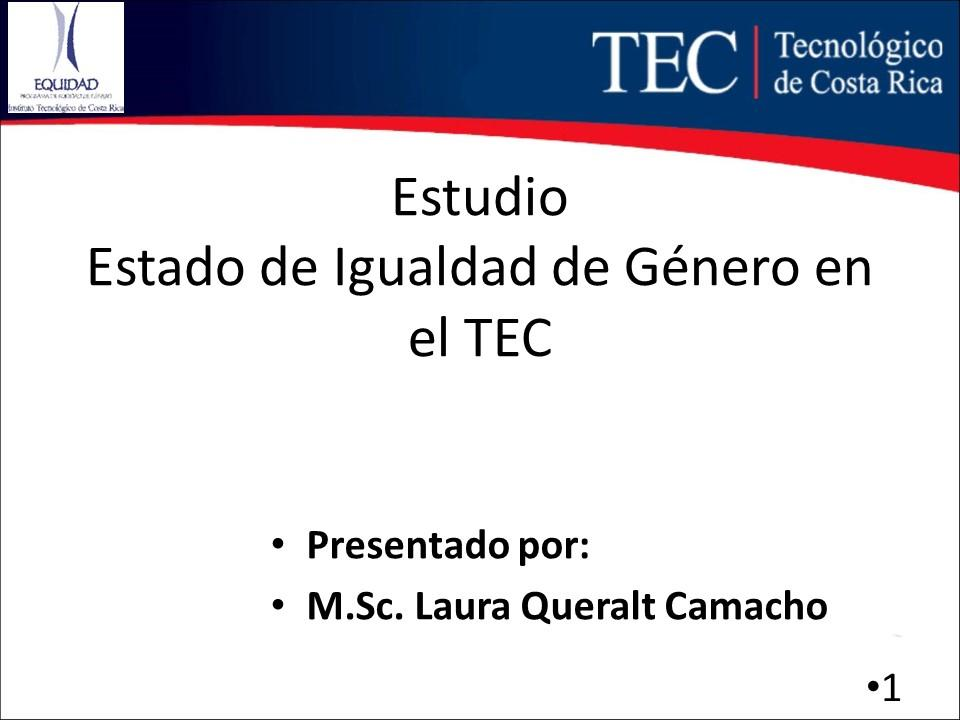 EQUIDAD
Instituto Tecnológico de Costa Rica
TEC
Tecnológico
de Costa Rica
Estudio
Estado de Igualdad de Género en
el TEC
• Presentado por:
• M.Sc. Laura Queralt Camacho
•1